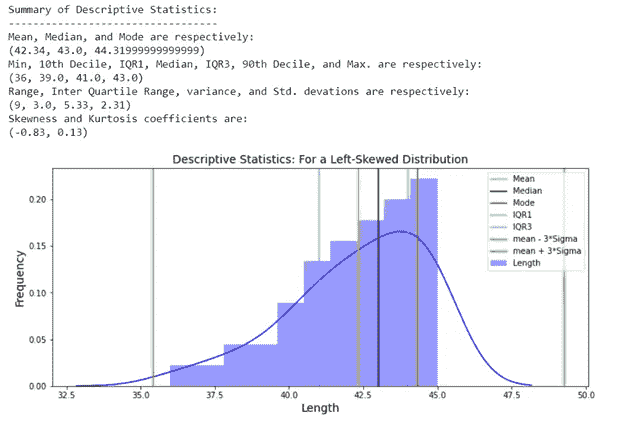 Summary of Descriptive Statistics:
---------------------------------
Mean, Median, and Mode are respectively:
(42.34, 43.0, 44.31999999999999)
Min, 10th Decile, IQR1, Median, IQR3, 90th Decile, and Max. are respectively:
(36, 39.0, 41.0, 43.0)
Range, Inter Quartile Range, variance, and Std. devations are respectively:
(9, 3.0, 5.33, 2.31)
Skewness and Kurtosis coefficients are:
(-0.83, 0.13)
Descriptive Statistics: For a Left-Skewed Distribution
Mean
Median
Mode
IQR1
IQR3
mean - 3*Sigma
mean + 3*Sigma
Length
Frequency
0.20
0.15
0.10
0.05
0.00
32.5
35.0
37.5
40.0
42.5
45.0
47.5
50.0
Length